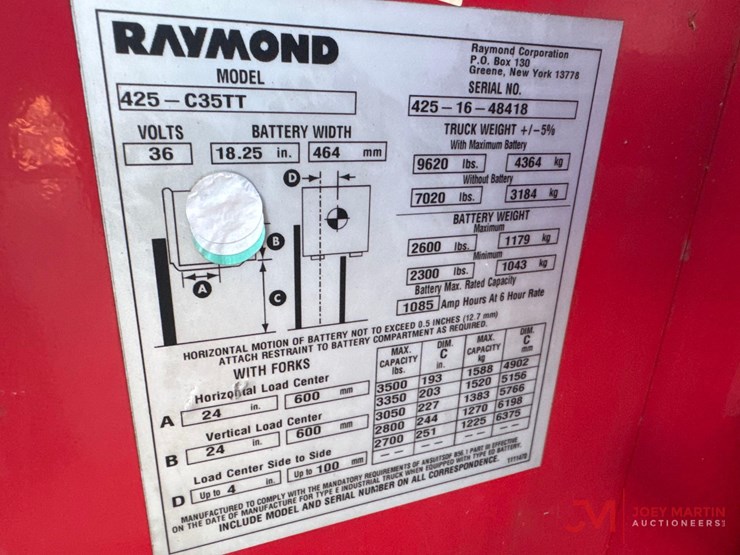 RAYMOND
Raymond Corporation
P.O. Box 130
Greene, New York 13778
MODEL
425-C35TT
SERIAL NO.
425-16-48418
VOLTS
36
BATTERY WIDTH
18.25 in. 464 mm
TRUCK WEIGHT +/-5%
With Maximum Battery
9620 lbs. 4364 kg
Without Battery
7020 lbs. 3184 kg
BATTERY WEIGHT
Maximum
2600 lbs. 1179 kg
Minimum
2300 lbs. 1043 kg
Battery Max. Rated Capacity
1085 Amp Hours At 6 Hour Rate
D
B
A
C
HORIZONTAL MOTION OF BATTERY NOT TO EXCEED 0.5 INCHES (12.7 mm)
ATTACH RESTRAINT TO BATTERY COMPARTMENT AS REQUIRED.
WITH FORKS
Horizontal Load Center
A 24 in. 600 mm
Vertical Load Center
B 24 in. 600 mm
Load Center Side to Side
D Up to 4 in. Up to 100 mm
MAX. CAPACITY lbs. DIM. C in. MAX. CAPACITY kg DIM. C mm
3500 193 1588 4902
3350 203 1520 5156
3050 227 1383 5766
2800 244 1270 6198
2700 251 1225 6375
-- -- -- --
MANUFACTURED TO COMPLY WITH THE MANDATORY REQUIREMENTS OF ANSI/ITSDF B56.1 PART III EFFECTIVE
ON THE DATE OF MANUFACTURE FOR TYPE E INDUSTRIAL TRUCK WHEN EQUIPPED WITH TYPE EO BATTERY.
INCLUDE MODEL AND SERIAL NUMBER ON ALL CORRESPONDENCE.
JM JOEY MARTIN
AUCTIONEERS